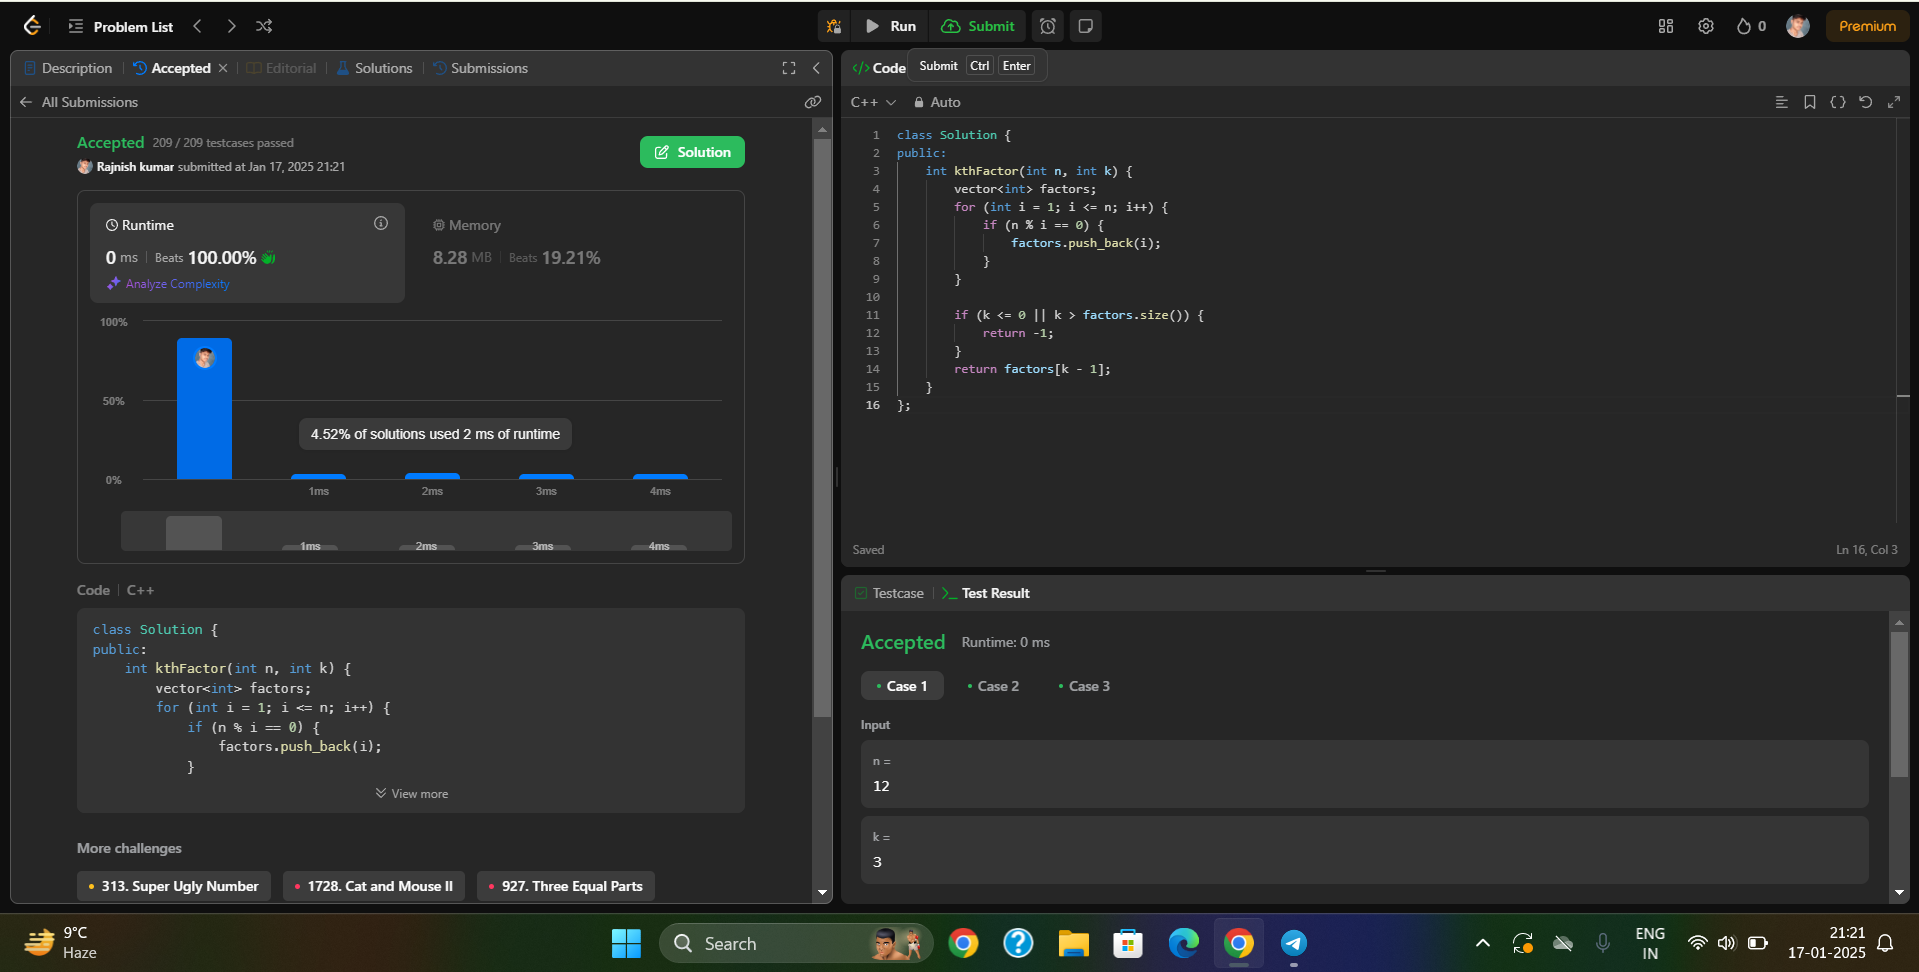 Problem List
Run
Submit
0
Premium
Description
Accepted
Editorial
Solutions
Submissions
All Submissions
Accepted 209 / 209 testcases passed
Rajnish kumar submitted at Jan 17, 2025 21:21
Solution
Runtime
0 ms Beats 100.00%
Analyze Complexity
Memory
8.28 MB Beats 19.21%
100%
50%
0%
4.52% of solutions used 2 ms of runtime
1ms 2ms 3ms 4ms
1ms 2ms 3ms 4ms
Code C++
class Solution {
public:
    int kthFactor(int n, int k) {
        vector<int> factors;
        for (int i = 1; i <= n; i++) {
            if (n % i == 0) {
                factors.push_back(i);
            }
View more
More challenges
313. Super Ugly Number
1728. Cat and Mouse II
927. Three Equal Parts
</> Code
Submit Ctrl Enter
C++ Auto
1 class Solution {
2 public:
3     int kthFactor(int n, int k) {
4         vector<int> factors;
5         for (int i = 1; i <= n; i++) {
6             if (n % i == 0) {
7                 factors.push_back(i);
8             }
9         }
10
11         if (k <= 0 || k > factors.size()) {
12             return -1;
13         }
14         return factors[k - 1];
15     }
16 };
Saved
Ln 16, Col 3
Testcase
Test Result
Accepted Runtime: 0 ms
Case 1
Case 2
Case 3
Input
n =
12
k =
3
9°C
Haze
Search
ENG
IN
21:21
17-01-2025